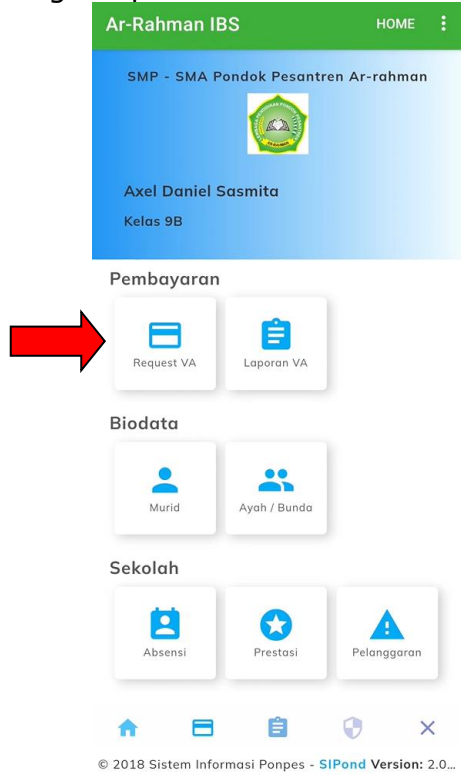 Ar-Rahman IBS HOME
SMP - SMA Pondok Pesantren Ar-rahman
Axel Daniel Sasmita
Kelas 9B
Pembayaran
Request VA Laporan VA
Biodata
Murid Ayah / Bunda
Sekolah
Absensi Prestasi Pelanggaran
© 2018 Sistem Informasi Ponpes - SIPond Version: 2.0...